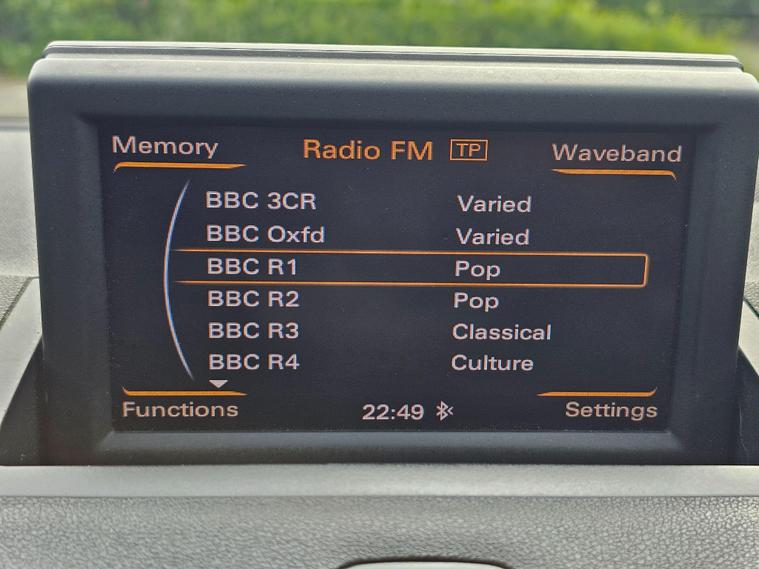 Memory Radio FM TP Waveband
BBC 3CR Varied
BBC Oxfd Varied
BBC R1 Pop
BBC R2 Pop
BBC R3 Classical
BBC R4 Culture
Functions 22:49 Settings